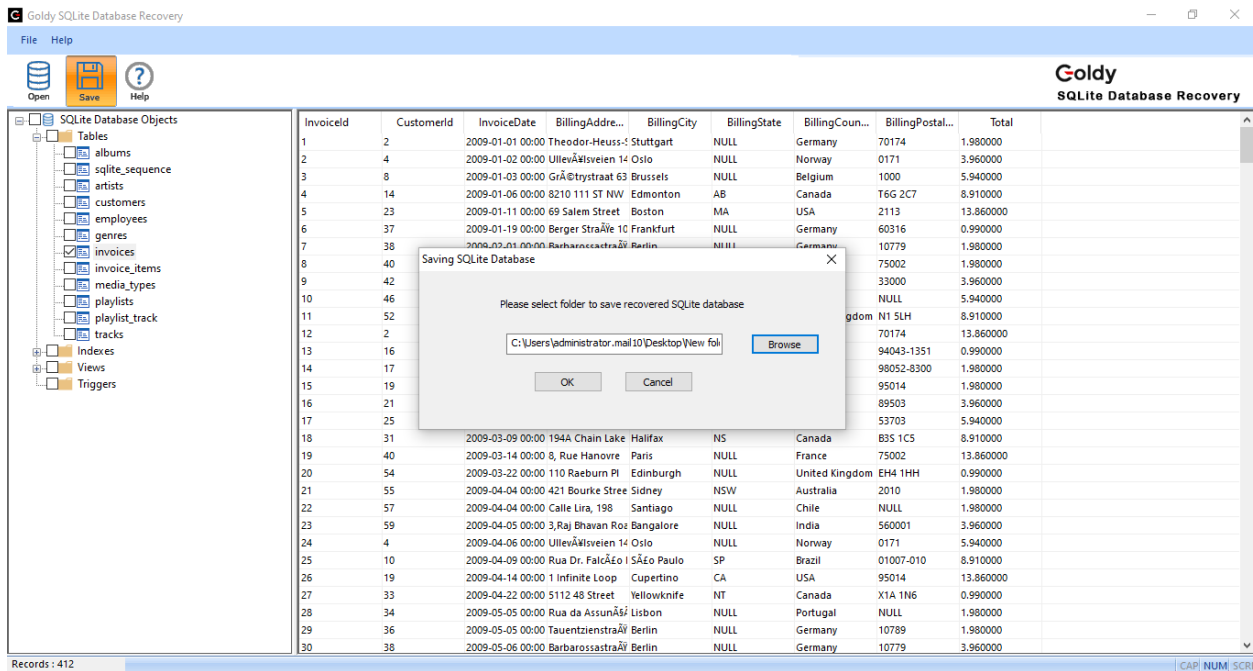 Goldy SQLite Database Recovery
File Help
Open Save Help
Goldy
SQLite Database Recovery
SQLite Database Objects
Tables
albums
sqlite_sequence
artists
customers
employees
genres
invoices
invoice_items
media_types
playlists
playlist_track
tracks
Indexes
Views
Triggers
InvoiceId CustomerId InvoiceDate BillingAddre... BillingCity BillingState BillingCoun... BillingPostal... Total
1 2 2009-01-01 00:00 Theodor-Heuss-S Stuttgart NULL Germany 70174 1.980000
2 4 2009-01-02 00:00 UllevÃ¥lsveien 14 Oslo NULL Norway 0171 3.960000
3 8 2009-01-03 00:00 GrÃ©trystraat 63 Brussels NULL Belgium 1000 5.940000
4 14 2009-01-06 00:00 8210 111 ST NW Edmonton AB Canada T6G 2C7 8.910000
5 23 2009-01-11 00:00 69 Salem Street Boston MA USA 2113 13.860000
6 37 2009-01-19 00:00 Berger StraÃŸe 10 Frankfurt NULL Germany 60316 0.990000
7 38 2009-02-01 00:00 BarbarossastraÃŸ Berlin NULL Germany 10779 1.980000
8 40 75002 1.980000
9 42 33000 3.960000
10 46 NULL 5.940000
11 52 gdom N1 5LH 8.910000
12 2 70174 13.860000
13 16 94043-1351 0.990000
14 17 98052-8300 1.980000
15 19 95014 1.980000
16 21 89503 3.960000
17 25 53703 5.940000
18 31 2009-03-09 00:00 194A Chain Lake Halifax NS Canada B3S 1C5 8.910000
19 40 2009-03-14 00:00 8, Rue Hanovre Paris NULL France 75002 13.860000
20 54 2009-03-22 00:00 110 Raeburn Pl Edinburgh NULL United Kingdom EH4 1HH 0.990000
21 55 2009-04-04 00:00 421 Bourke Stree Sidney NSW Australia 2010 1.980000
22 57 2009-04-04 00:00 Calle Lira, 198 Santiago NULL Chile NULL 1.980000
23 59 2009-04-05 00:00 3,Raj Bhavan Roa Bangalore NULL India 560001 3.960000
24 4 2009-04-06 00:00 UllevÃ¥lsveien 14 Oslo NULL Norway 0171 5.940000
25 10 2009-04-09 00:00 Rua Dr. FalcÃ£o SÃ£o Paulo SP Brazil 01007-010 8.910000
26 19 2009-04-14 00:00 1 Infinite Loop Cupertino CA USA 95014 13.860000
27 33 2009-04-22 00:00 5112 48 Street Yellowknife NT Canada X1A 1N6 0.990000
28 34 2009-05-05 00:00 Rua da AssunÃ§Ã Lisbon NULL Portugal NULL 1.980000
29 36 2009-05-05 00:00 TauentzienstraÃŸ Berlin NULL Germany 10789 1.980000
30 38 2009-05-06 00:00 BarbarossastraÃŸ Berlin NULL Germany 10779 3.960000
Saving SQLite Database
Please select folder to save recovered SQLite database
C:\Users\administrator.mail10\Desktop\New fol
Browse
OK Cancel
Records : 412
CAP NUM SCR